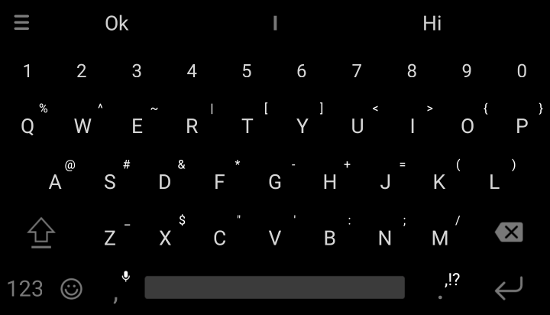 Ok I Hi
1 2 3 4 5 6 7 8 9 0
% ^ ~ | [ ] < > { }
Q W E R T Y U I O P
@ # & * - + = ( )
A S D F G H J K L
_ $ " ' : ; /
Z X C V B N M
,!?
123 , .